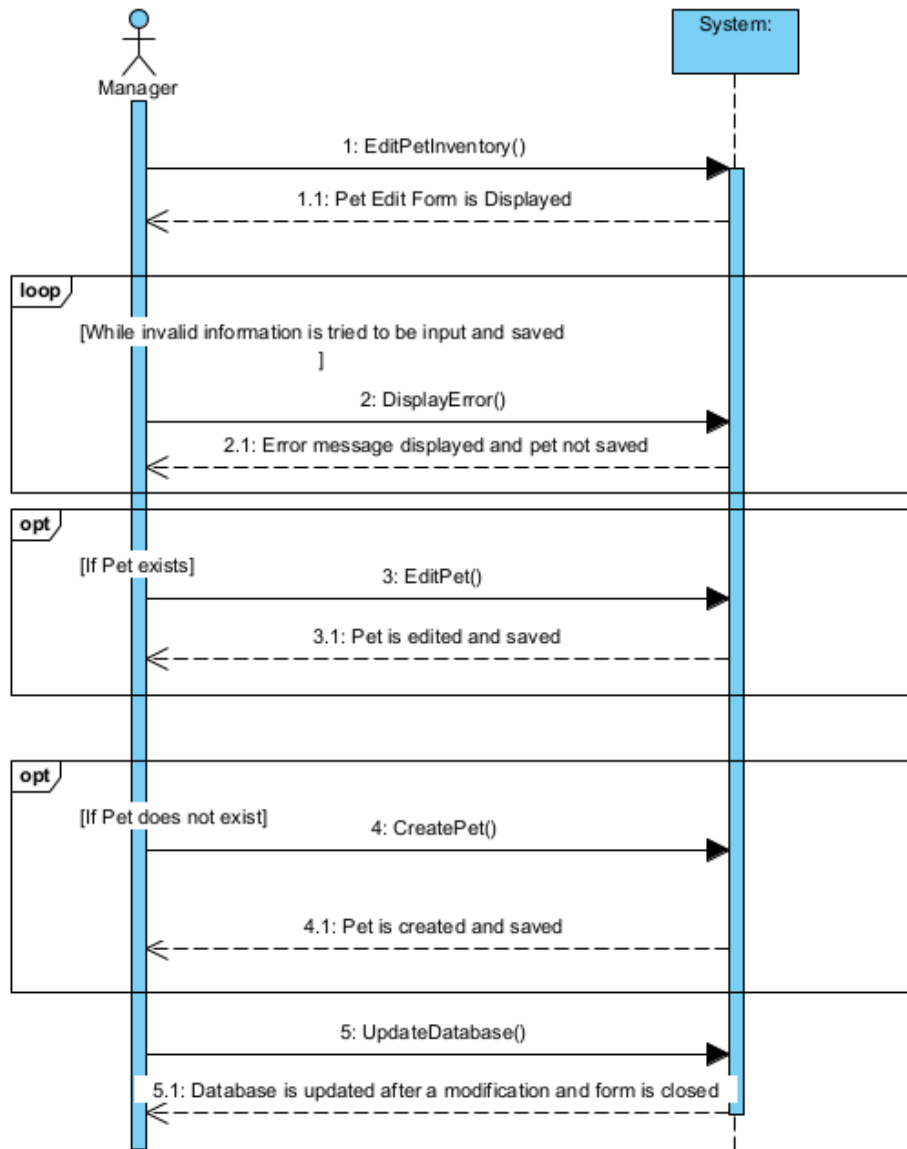 System:
Manager
1: EditPetInventory()
1.1: Pet Edit Form is Displayed
loop
[While invalid information is tried to be input and saved
]
2: DisplayError()
2.1: Error message displayed and pet not saved
opt
[If Pet exists]
3: EditPet()
3.1: Pet is edited and saved
opt
[If Pet does not exist]
4: CreatePet()
4.1: Pet is created and saved
5: UpdateDatabase()
5.1: Database is updated after a modification and form is closed